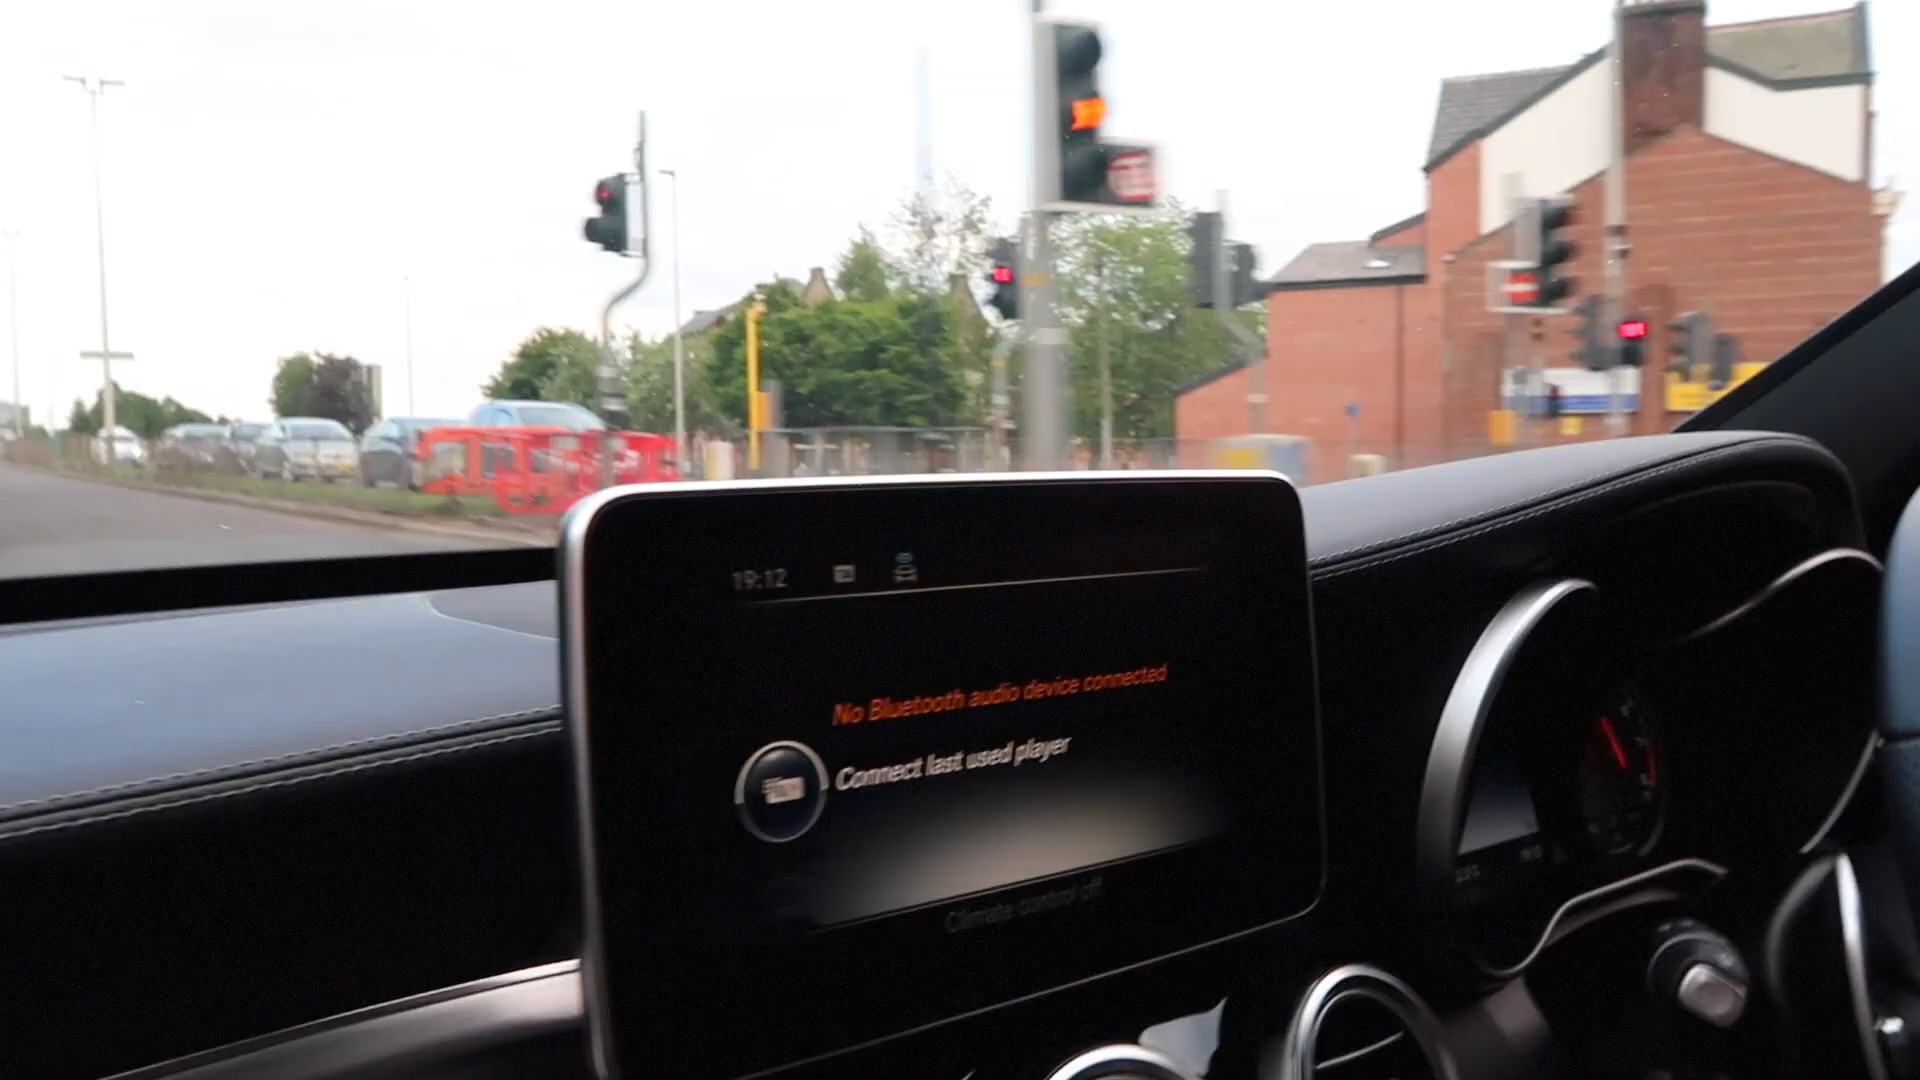 19:12
No Bluetooth audio device connected
Connect last used player
Climate control off